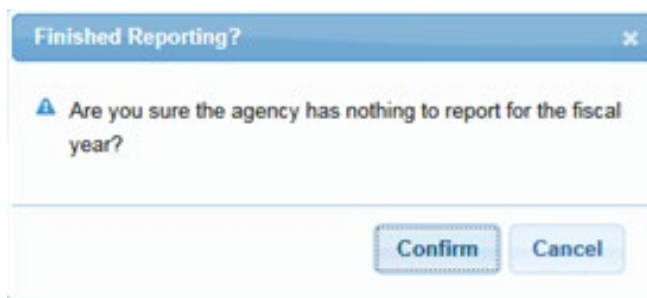 Finished Reporting?
Are you sure the agency has nothing to report for the fiscal
year?
Confirm Cancel